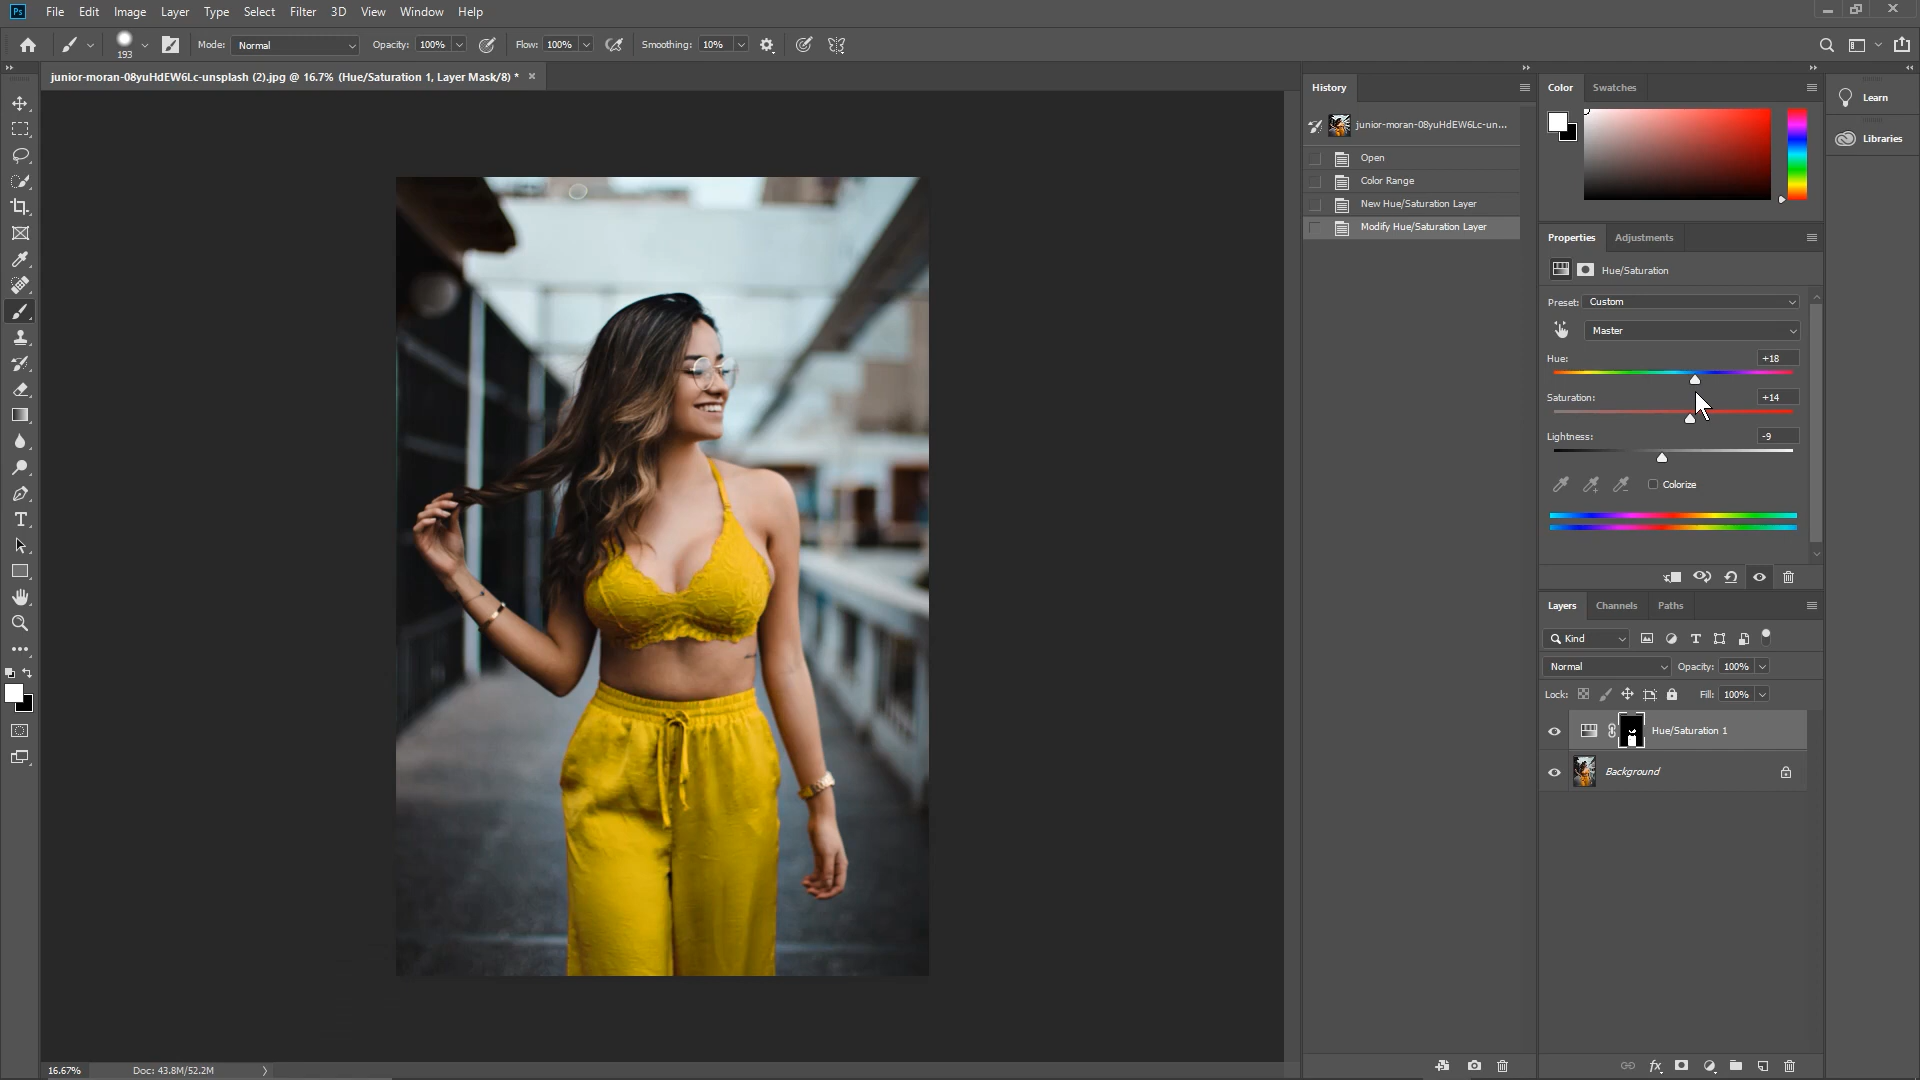 Ps File Edit Image Layer Type Select Filter 3D View Window Help
193 Mode: Normal Opacity: 100% Flow: 100% Smoothing: 10%
junior-moran-08yuHdEW6Lc-unsplash (2).jpg @ 16.7% (Hue/Saturation 1, Layer Mask/8) *
History
junior-moran-08yuHdEW6Lc-un...
Open
Color Range
New Hue/Saturation Layer
Modify Hue/Saturation Layer
Color Swatches
Learn
Libraries
Properties Adjustments
Hue/Saturation
Preset: Custom
Master
Hue: +18
Saturation: +14
Lightness: -9
Colorize
Layers Channels Paths
Kind
Normal Opacity: 100%
Lock: Fill: 100%
Hue/Saturation 1
Background
16.67% Doc: 43.8M/52.2M